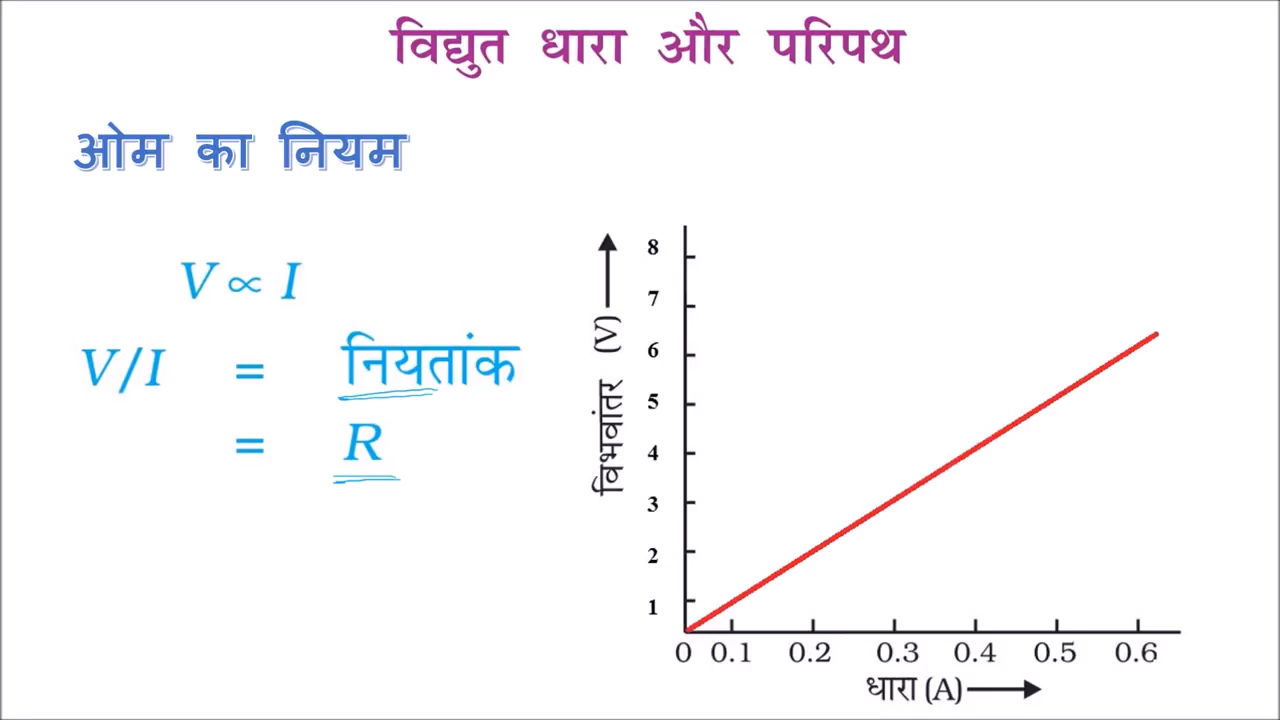 विद्युत धारा और परिपथ
ओम का नियम
V ∝ I
V/I = नियतांक
= R
विभवांतर (V)
8
7
6
5
4
3
2
1
0 0.1 0.2 0.3 0.4 0.5 0.6
धारा (A)